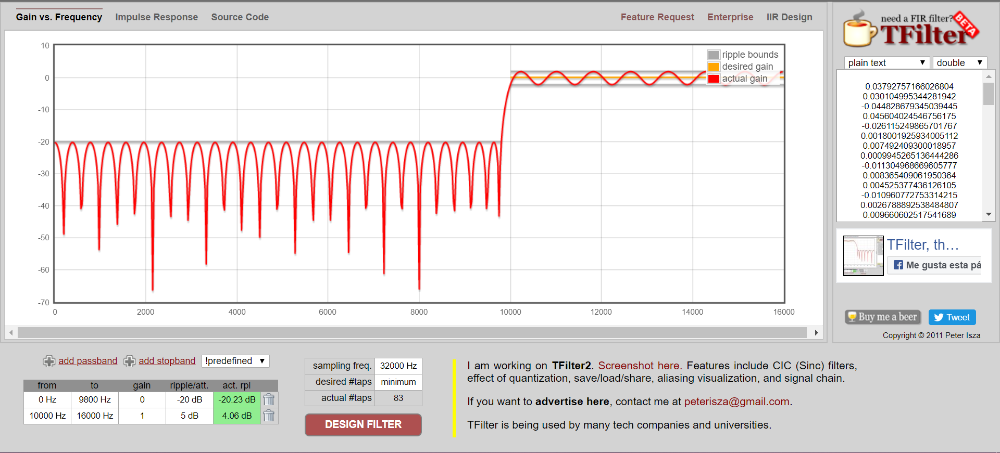 Gain vs. Frequency Impulse Response Source Code Feature Request Enterprise IIR Design
10
0
-10
-20
-30
-40
-50
-60
-70
0 2000 4000 6000 8000 10000 12000 14000 16000
ripple bounds
desired gain
actual gain
need a FIR filter?
BETA
TFilter
plain text double
0.03792757166026804
0.030104995344281942
-0.044828679345039445
0.045604024546756175
-0.026115249865701767
0.0018001925934005112
0.007492409300018957
0.0009945265136444286
-0.011304968669605777
0.008365409061950364
0.004525377436126105
-0.010960772753314215
0.0026788892538484807
0.009660602517541689
TFilter, th…
Me gusta esta pá
Buy me a beer Tweet
Copyright © 2011 Peter Isza
add passband add stopband !predefined
from to gain ripple/att. act. rpl
0 Hz 9800 Hz 0 -20 dB -20.23 dB
10000 Hz 16000 Hz 1 5 dB 4.06 dB
sampling freq. 32000 Hz
desired #taps minimum
actual #taps 83
DESIGN FILTER
I am working on TFilter2. Screenshot here. Features include CIC (Sinc) filters,
effect of quantization, save/load/share, aliasing visualization, and signal chain.
If you want to advertise here, contact me at peterisza@gmail.com.
TFilter is being used by many tech companies and universities.